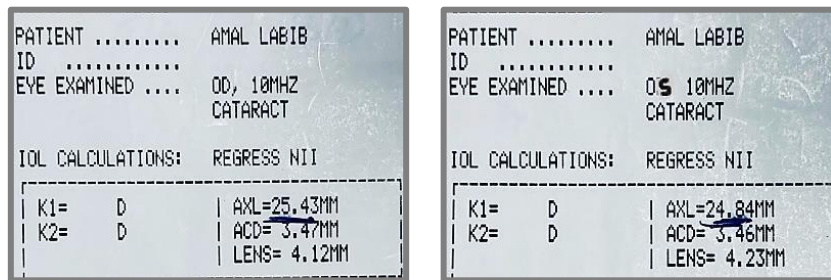 PATIENT ......... AMAL LABIB
ID ............
EYE EXAMINED .... OD, 10MHZ
CATARACT
IOL CALCULATIONS: REGRESS NII
K1= D | AXL=25.43MM
K2= D | ACD= 3.47MM
| LENS= 4.12MM
PATIENT ......... AMAL LABIB
ID ............
EYE EXAMINED .... OS 10MHZ
CATARACT
IOL CALCULATIONS: REGRESS NII
K1= D | AXL=24.84MM
K2= D | ACD= 3.46MM
| LENS= 4.23MM